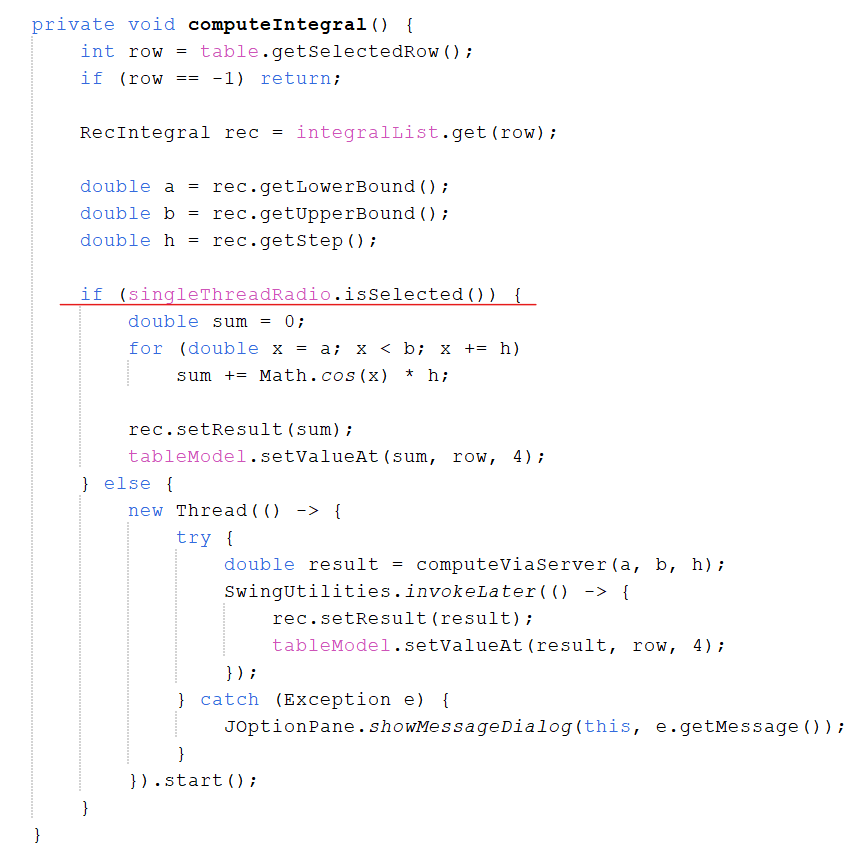 private void computeIntegral() {
    int row = table.getSelectedRow();
    if (row == -1) return;

    RecIntegral rec = integralList.get(row);

    double a = rec.getLowerBound();
    double b = rec.getUpperBound();
    double h = rec.getStep();

    if (singleThreadRadio.isSelected()) {
        double sum = 0;
        for (double x = a; x < b; x += h)
            sum += Math.cos(x) * h;

        rec.setResult(sum);
        tableModel.setValueAt(sum, row, 4);
    } else {
        new Thread(() -> {
            try {
                double result = computeViaServer(a, b, h);
                SwingUtilities.invokeLater(() -> {
                    rec.setResult(result);
                    tableModel.setValueAt(result, row, 4);
                });
            } catch (Exception e) {
                JOptionPane.showMessageDialog(this, e.getMessage());
            }
        }).start();
    }
}